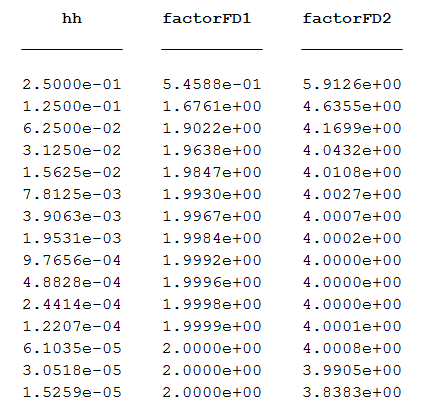 hh factorFD1 factorFD2
2.5000e-01 5.4588e-01 5.9126e+00
1.2500e-01 1.6761e+00 4.6355e+00
6.2500e-02 1.9022e+00 4.1699e+00
3.1250e-02 1.9638e+00 4.0432e+00
1.5625e-02 1.9847e+00 4.0108e+00
7.8125e-03 1.9930e+00 4.0027e+00
3.9063e-03 1.9967e+00 4.0007e+00
1.9531e-03 1.9984e+00 4.0002e+00
9.7656e-04 1.9992e+00 4.0000e+00
4.8828e-04 1.9996e+00 4.0000e+00
2.4414e-04 1.9998e+00 4.0000e+00
1.2207e-04 1.9999e+00 4.0001e+00
6.1035e-05 2.0000e+00 4.0008e+00
3.0518e-05 2.0000e+00 3.9905e+00
1.5259e-05 2.0000e+00 3.8383e+00